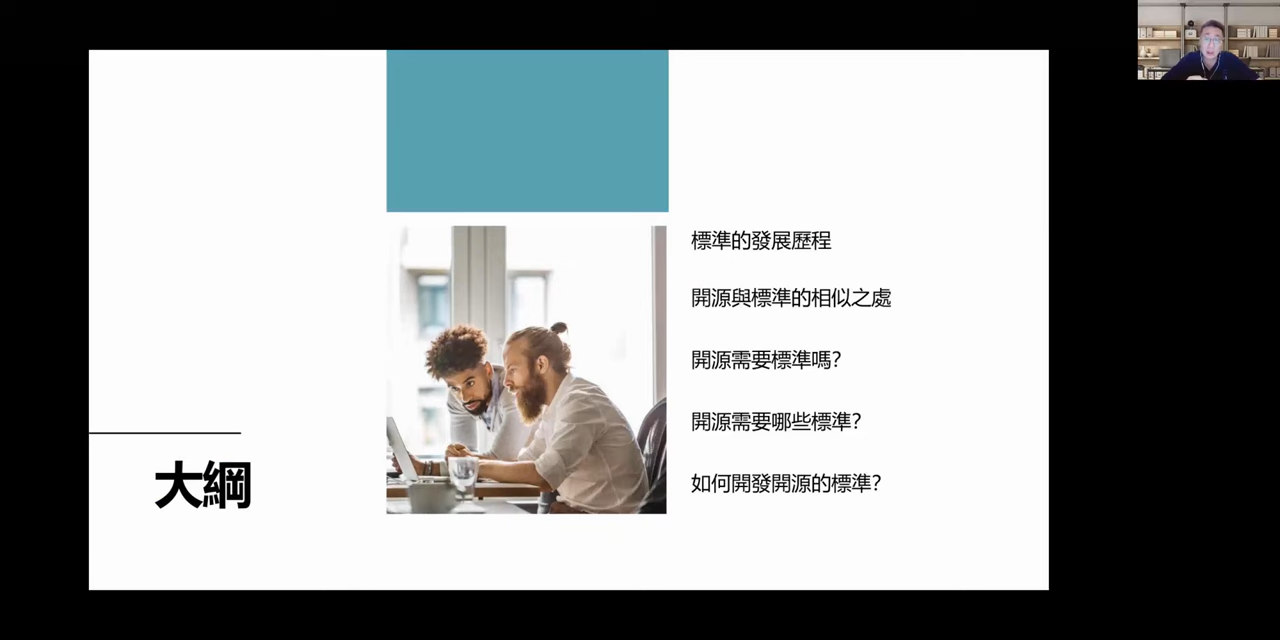 大綱
標準的發展歷程
開源與標準的相似之處
開源需要標準嗎?
開源需要哪些標準?
如何開發開源的標準?